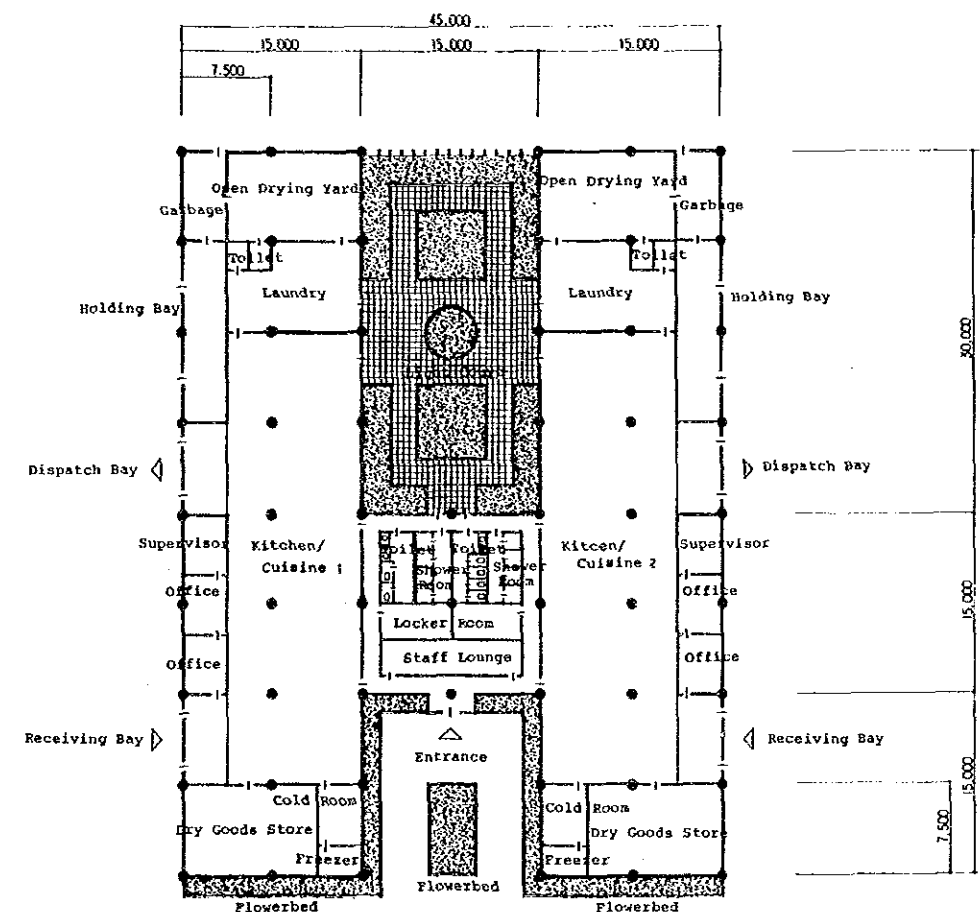 45.000
15.000 15.000 15.000
7.500
Open Drying Yard Open Drying Yard
Garbage Garbage
Toilet Toilet
Holding Bay Laundry Laundry Holding Bay
30.000
Dispatch Bay Dispatch Bay
Supervisor Kitchen/ Toilet Toilet Kitcen/ Supervisor
Cuisine 1 Shower Shower Cuisine 2
Room Room
Office Office
15.000
Locker Room
Staff Lounge
Office Office
Receiving Bay Receiving Bay
Entrance
15.000
Cold Room Cold Room
Dry Goods Store Dry Goods Store
7.500
Freezer Freezer
Flowerbed
Flowerbed Flowerbed